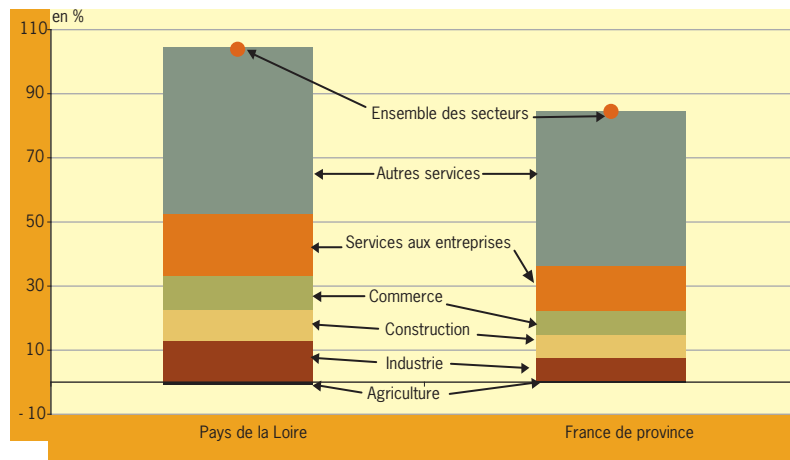 en %
110
90
70
50
30
10
- 10
Ensemble des secteurs
Autres services
Services aux entreprises
Commerce
Construction
Industrie
Agriculture
Pays de la Loire
France de province